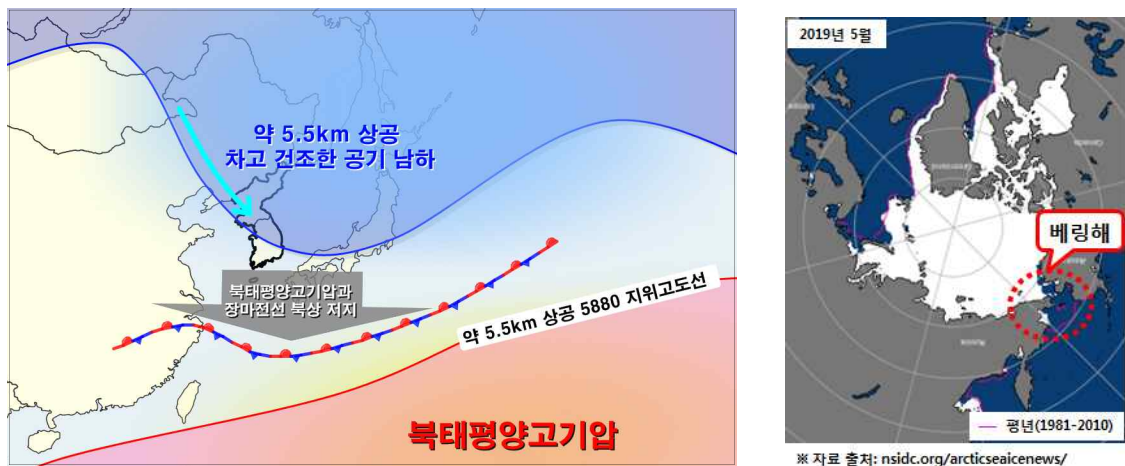 약 5.5km 상공
차고 건조한 공기 남하
북태평양고기압과
장마전선 북상 저지
약 5.5km 상공 5880 지위고도선
북태평양고기압
2019년 5월
베링해
평년(1981-2010)
※ 자료 출처: nsidc.org/arcticseaicenews/